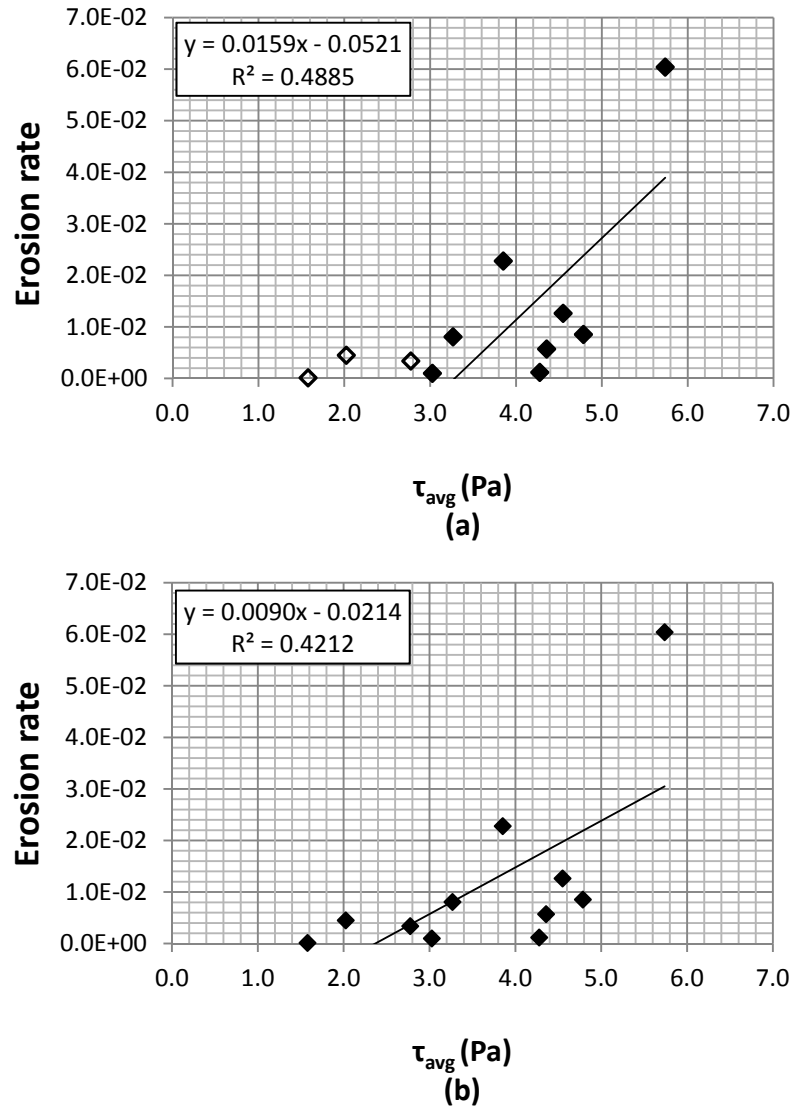 7.0E-02
6.0E-02
5.0E-02
4.0E-02
3.0E-02
2.0E-02
1.0E-02
0.0E+00
Erosion rate
y = 0.0159x - 0.0521
R² = 0.4885
0.0 1.0 2.0 3.0 4.0 5.0 6.0 7.0
τavg (Pa)
(a)
7.0E-02
6.0E-02
5.0E-02
4.0E-02
3.0E-02
2.0E-02
1.0E-02
0.0E+00
Erosion rate
y = 0.0090x - 0.0214
R² = 0.4212
0.0 1.0 2.0 3.0 4.0 5.0 6.0 7.0
τavg (Pa)
(b)